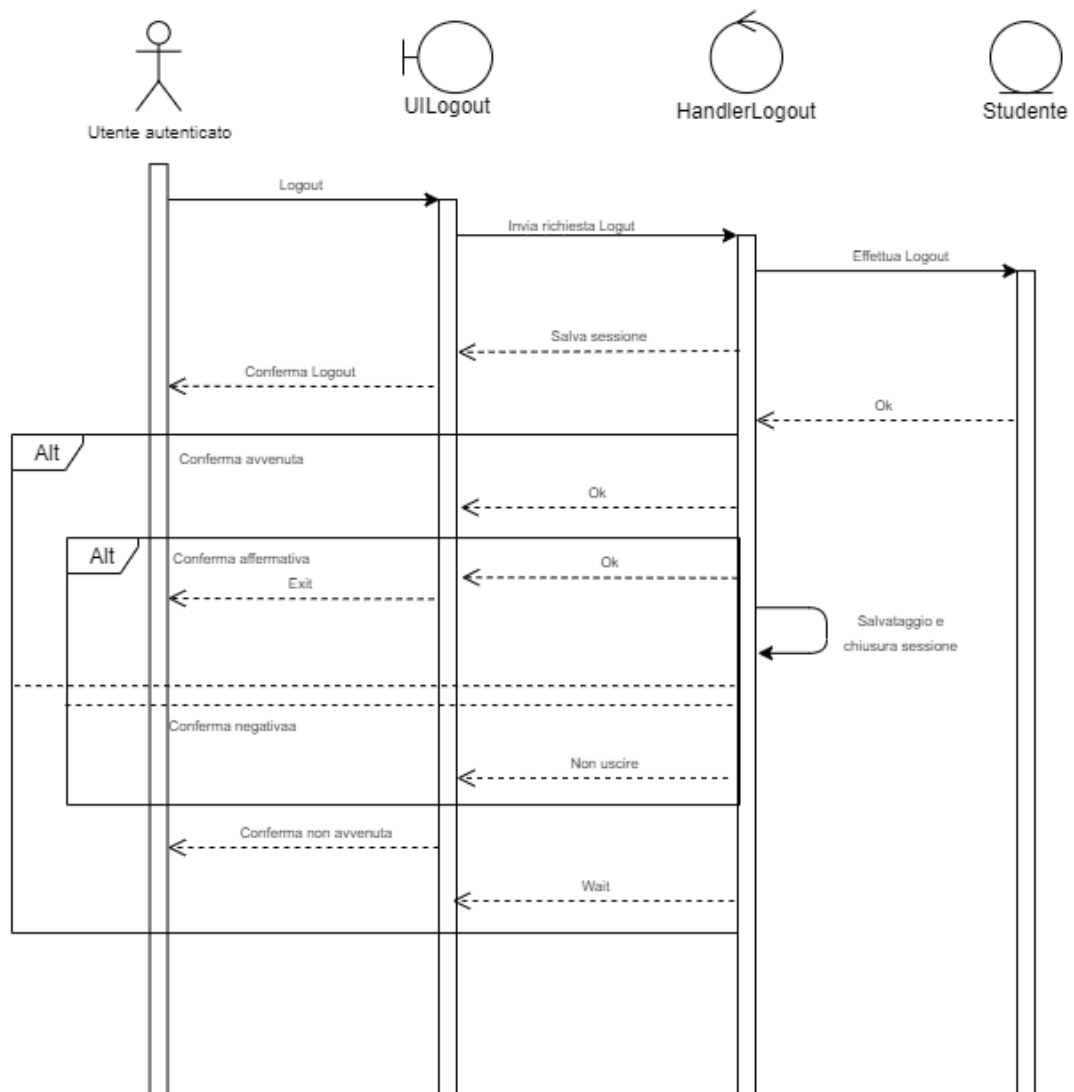 Utente autenticato
UILogout
HandlerLogout
Studente
Logout
Invia richiesta Logut
Effettua Logout
Salva sessione
Conferma Logout
Ok
Alt
Conferma avvenuta
Ok
Alt
Conferma affermativa
Ok
Exit
Salvataggio e
chiusura sessione
Conferma negativaa
Non uscire
Conferma non avvenuta
Wait